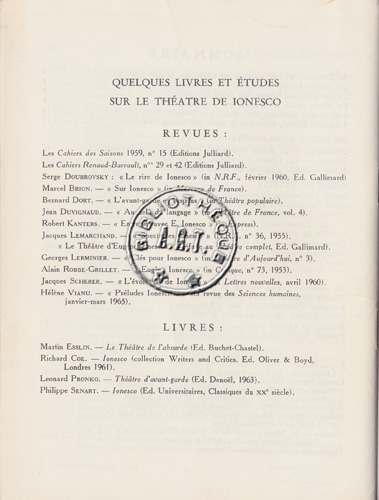 QUELQUES LIVRES ET ÉTUDES
SUR LE THÉATRE DE IONESCO
REVUES :
Les Cahiers des Saisons 1959, n° 15 (Editions Julliard).
Les Cahiers Renaud-Barrault, nos 29 et 42 (Editions Julliard).
Serge DOUBROVSKY : « Le rire de Ionesco » (in N.R.F., février 1960, Ed. Gallimard)
Marcel BRION. — « Sur Ionesco » (in de France).
Bernard DORT. — « L'avant-garde » (in Théâtre populaire).
Jean DUVIGNAUD. — « langage » de France, vol. 4).
Robert KANTERS. — « E. Ionesco »
Jacques LEMARCHAND. — « n° 36, 1955).
« Le Théâtre complet, Ed. Gallimard).
Georges LERMINIER. — « pour Ionesco » d'Aujourd'hui, n° 3).
Alain ROBBE-GRILLET. — Ionesco » (in n° 73, 1953).
Jacques SCHERER. — « Lettres nouvelles, avril 1960).
Hélène VIANU. — « Préludes revue des Sciences humaines,
janvier-mars 1965).
BIBLIOTHÈQUE
LIVRES :
Martin ESSLIN. — Le Théâtre de l'absurde (Ed. Buchet-Chastel).
Richard COE. — Ionesco (collection Writers and Critics, Ed. Oliver & Boyd,
Londres 1961).
Leonard PRONKO. — Théâtre d'avant-garde (Ed. Denoël, 1963).
Philippe SENART. — Ionesco (Ed. Universitaires, Classiques du XXe siècle).